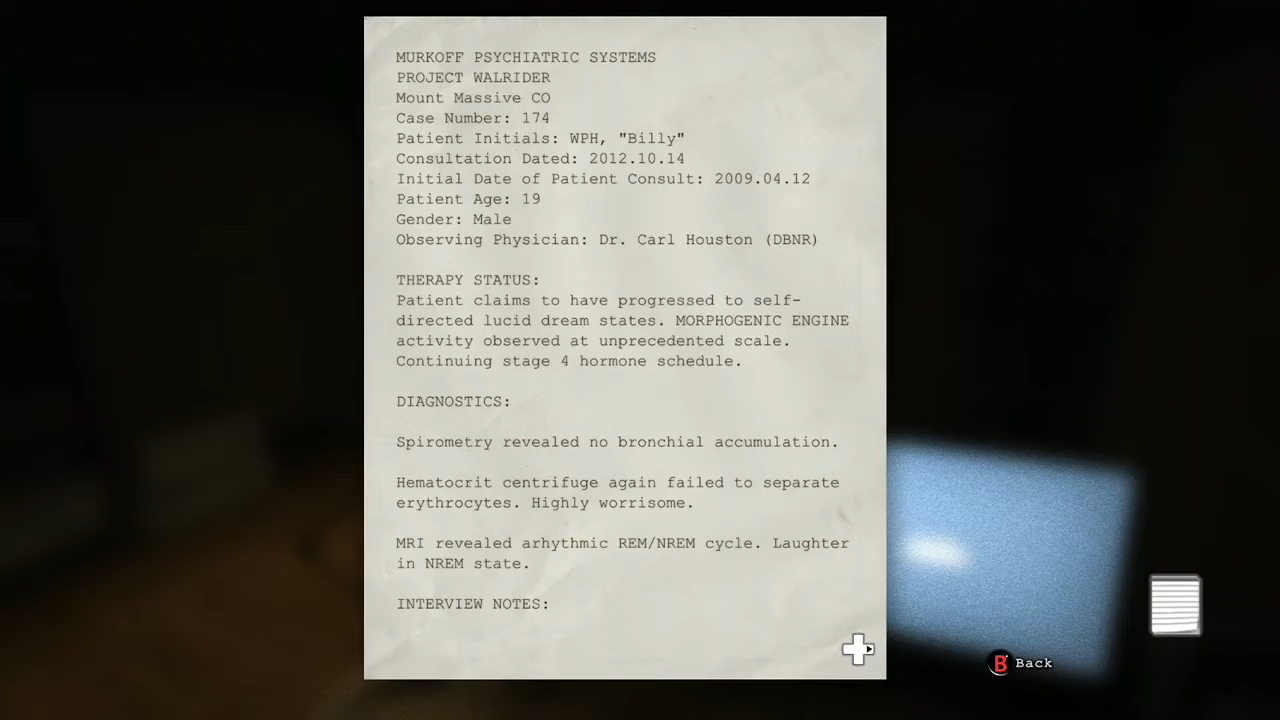 MURKOFF PSYCHIATRIC SYSTEMS
PROJECT WALRIDER
Mount Massive CO
Case Number: 174
Patient Initials: WPH, "Billy"
Consultation Dated: 2012.10.14
Initial Date of Patient Consult: 2009.04.12
Patient Age: 19
Gender: Male
Observing Physician: Dr. Carl Houston (DBNR)
THERAPY STATUS:
Patient claims to have progressed to self-
directed lucid dream states. MORPHOGENIC ENGINE
activity observed at unprecedented scale.
Continuing stage 4 hormone schedule.
DIAGNOSTICS:
Spirometry revealed no bronchial accumulation.
Hematocrit centrifuge again failed to separate
erythrocytes. Highly worrisome.
MRI revealed arhythmic REM/NREM cycle. Laughter
in NREM state.
INTERVIEW NOTES:
B Back